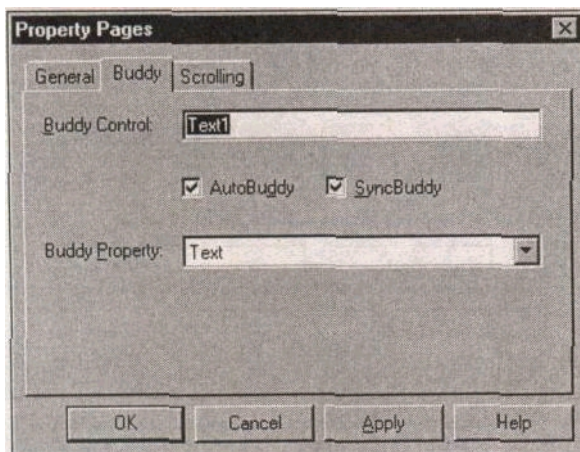 Property Pages
General Buddy Scrolling
Buddy Control: Text1
AutoBuddy SyncBuddy
Buddy Property: Text
OK Cancel Apply Help